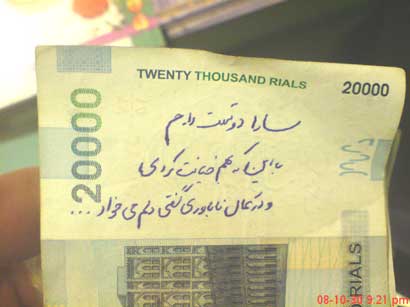 TWENTY THOUSAND RIALS
20000
20000
سارا دوستت دارم
با اینکه بهم خیانت کردی
و در کمال ناباوری گفتی دلم می خواد ...
RIALS
08-10-30 9:21 pm